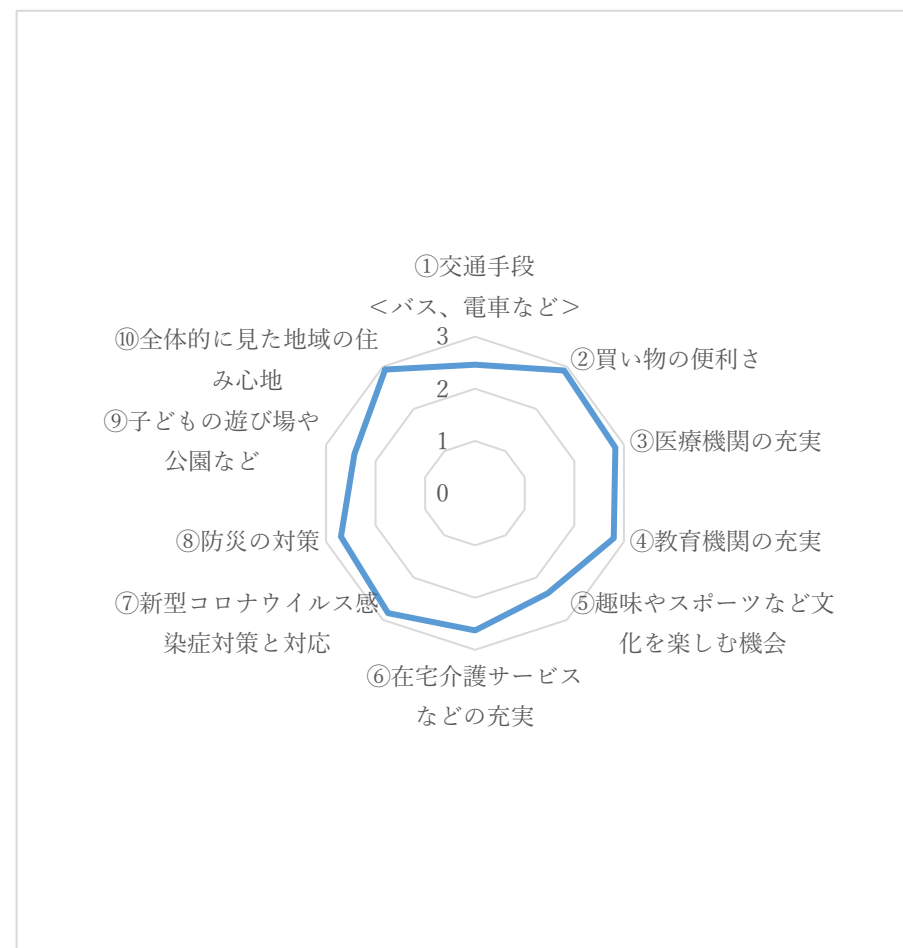 ①交通手段
＜バス、電車など＞
②買い物の便利さ
③医療機関の充実
④教育機関の充実
⑤趣味やスポーツなど文
化を楽しむ機会
⑥在宅介護サービス
などの充実
⑦新型コロナウイルス感
染症対策と対応
⑧防災の対策
⑨子どもの遊び場や
公園など
⑩全体的に見た地域の住
み心地
3
2
1
0